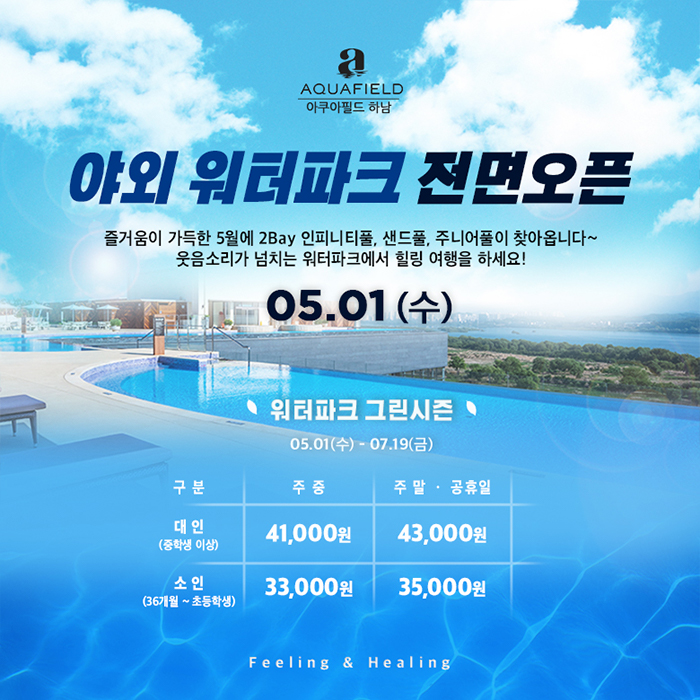 a
AQUAFIELD
아쿠아필드 하남
야외 워터파크 전면오픈
즐거움이 가득한 5월에 2Bay 인피니티풀, 샌드풀, 주니어풀이 찾아옵니다~
웃음소리가 넘치는 워터파크에서 힐링 여행을 하세요!
05.01 (수)
워터파크 그린시즌
05.01(수) - 07.19(금)
구 분 주 중 주 말 · 공휴일
대 인 41,000원 43,000원
(중학생 이상)
소 인 33,000원 35,000원
(36개월 ~ 초등학생)
Feeling & Healing